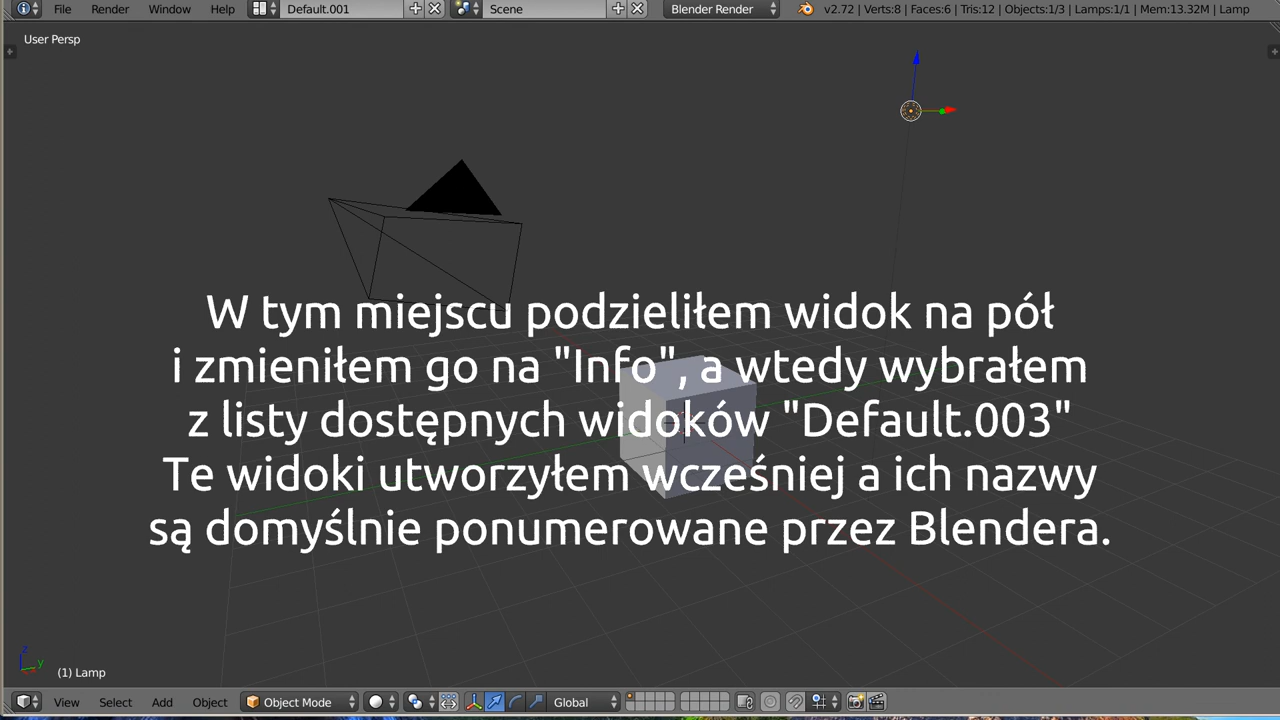 File Render Window Help Default.001 Scene Blender Render v2.72 | Verts:8 | Faces:6 | Tris:12 | Objects:1/3 | Lamps:1/1 | Mem:13.32M | Lamp
User Persp
W tym miejscu podzieliłem widok na pół
i zmieniłem go na "Info", a wtedy wybrałem
z listy dostępnych widoków "Default.003"
Te widoki utworzyłem wcześniej a ich nazwy
są domyślnie ponumerowane przez Blendera.
z
y
(1) Lamp
View Select Add Object Object Mode Global